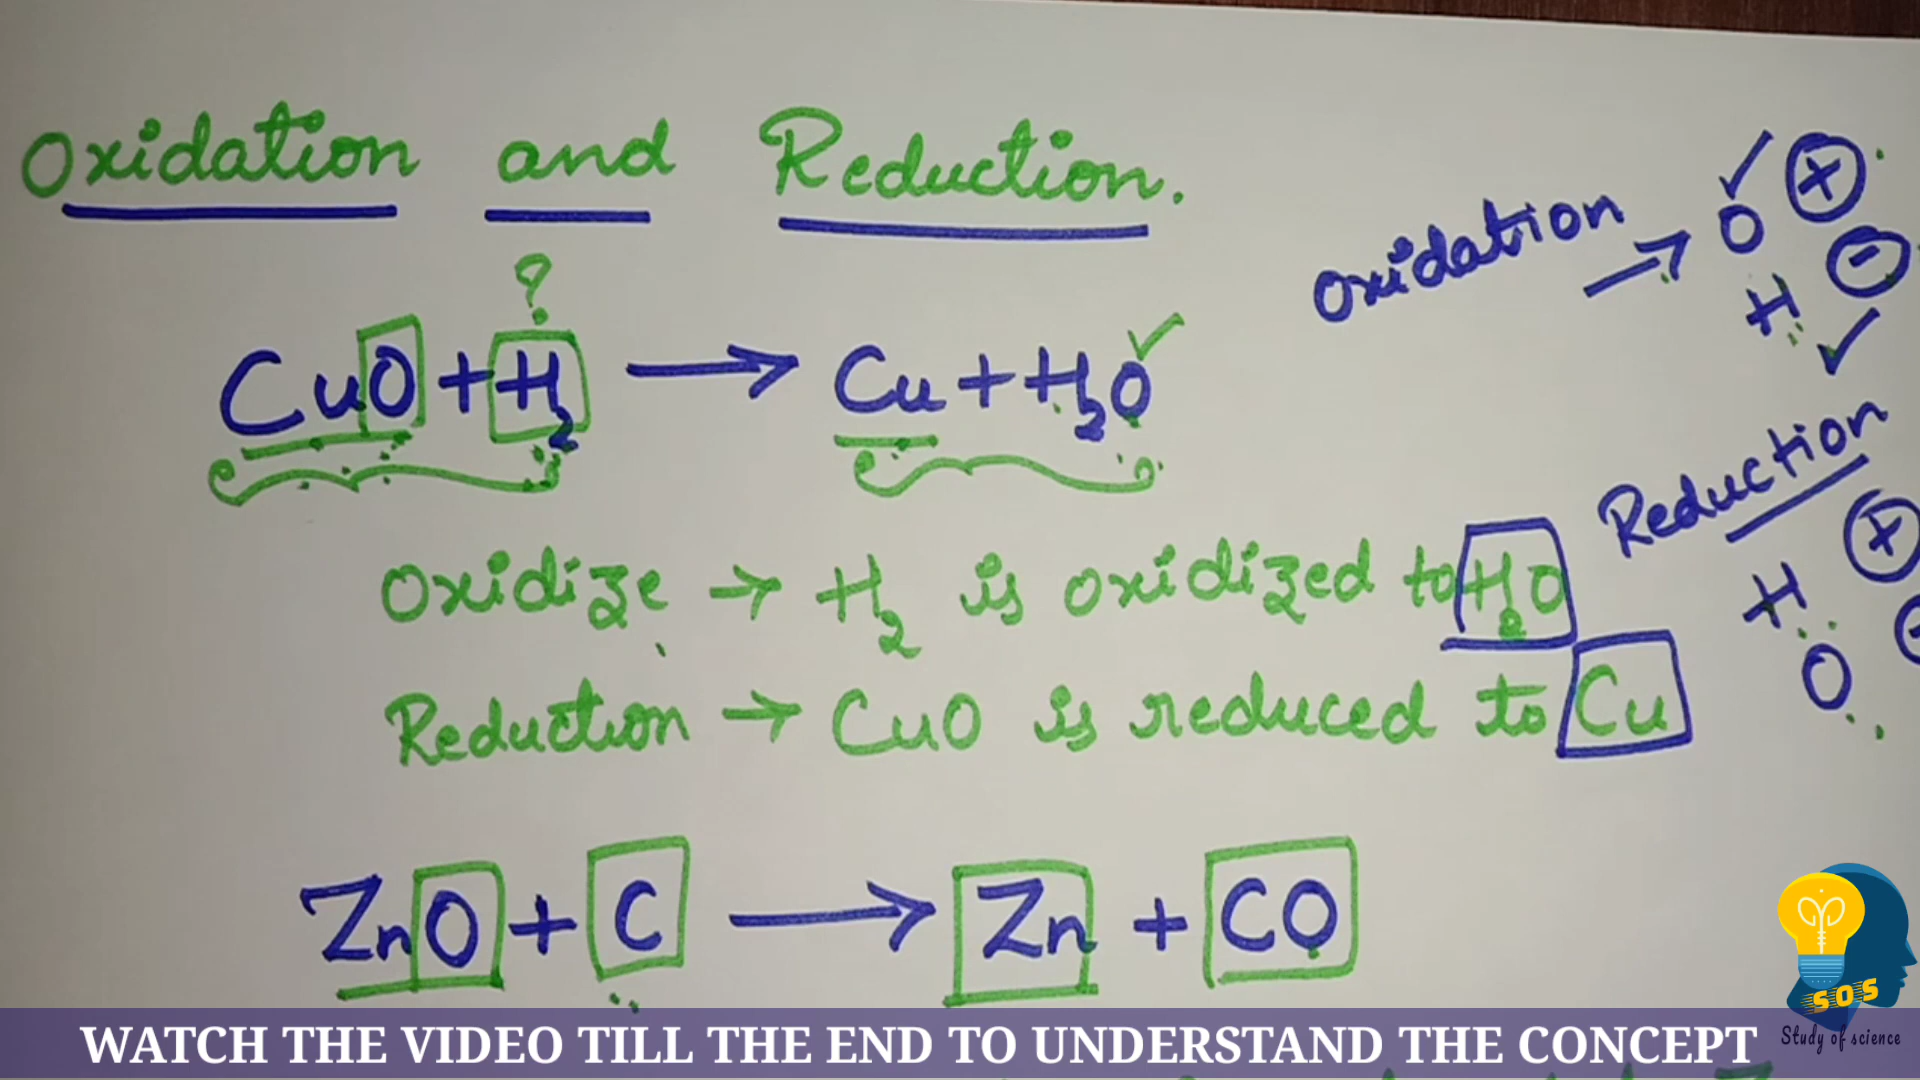 Oxidation and Reduction.
?
CuO + H₂ → Cu + H₂O ✓
Oxidation → O ✓ ⊕
H ⊖ ✓
Reduction
H ⊕
O
Oxidize → H₂ is oxidized to H₂O
Reduction → CuO is reduced to Cu
ZnO + C → Zn + CO
SOS
Study of science
WATCH THE VIDEO TILL THE END TO UNDERSTAND THE CONCEPT